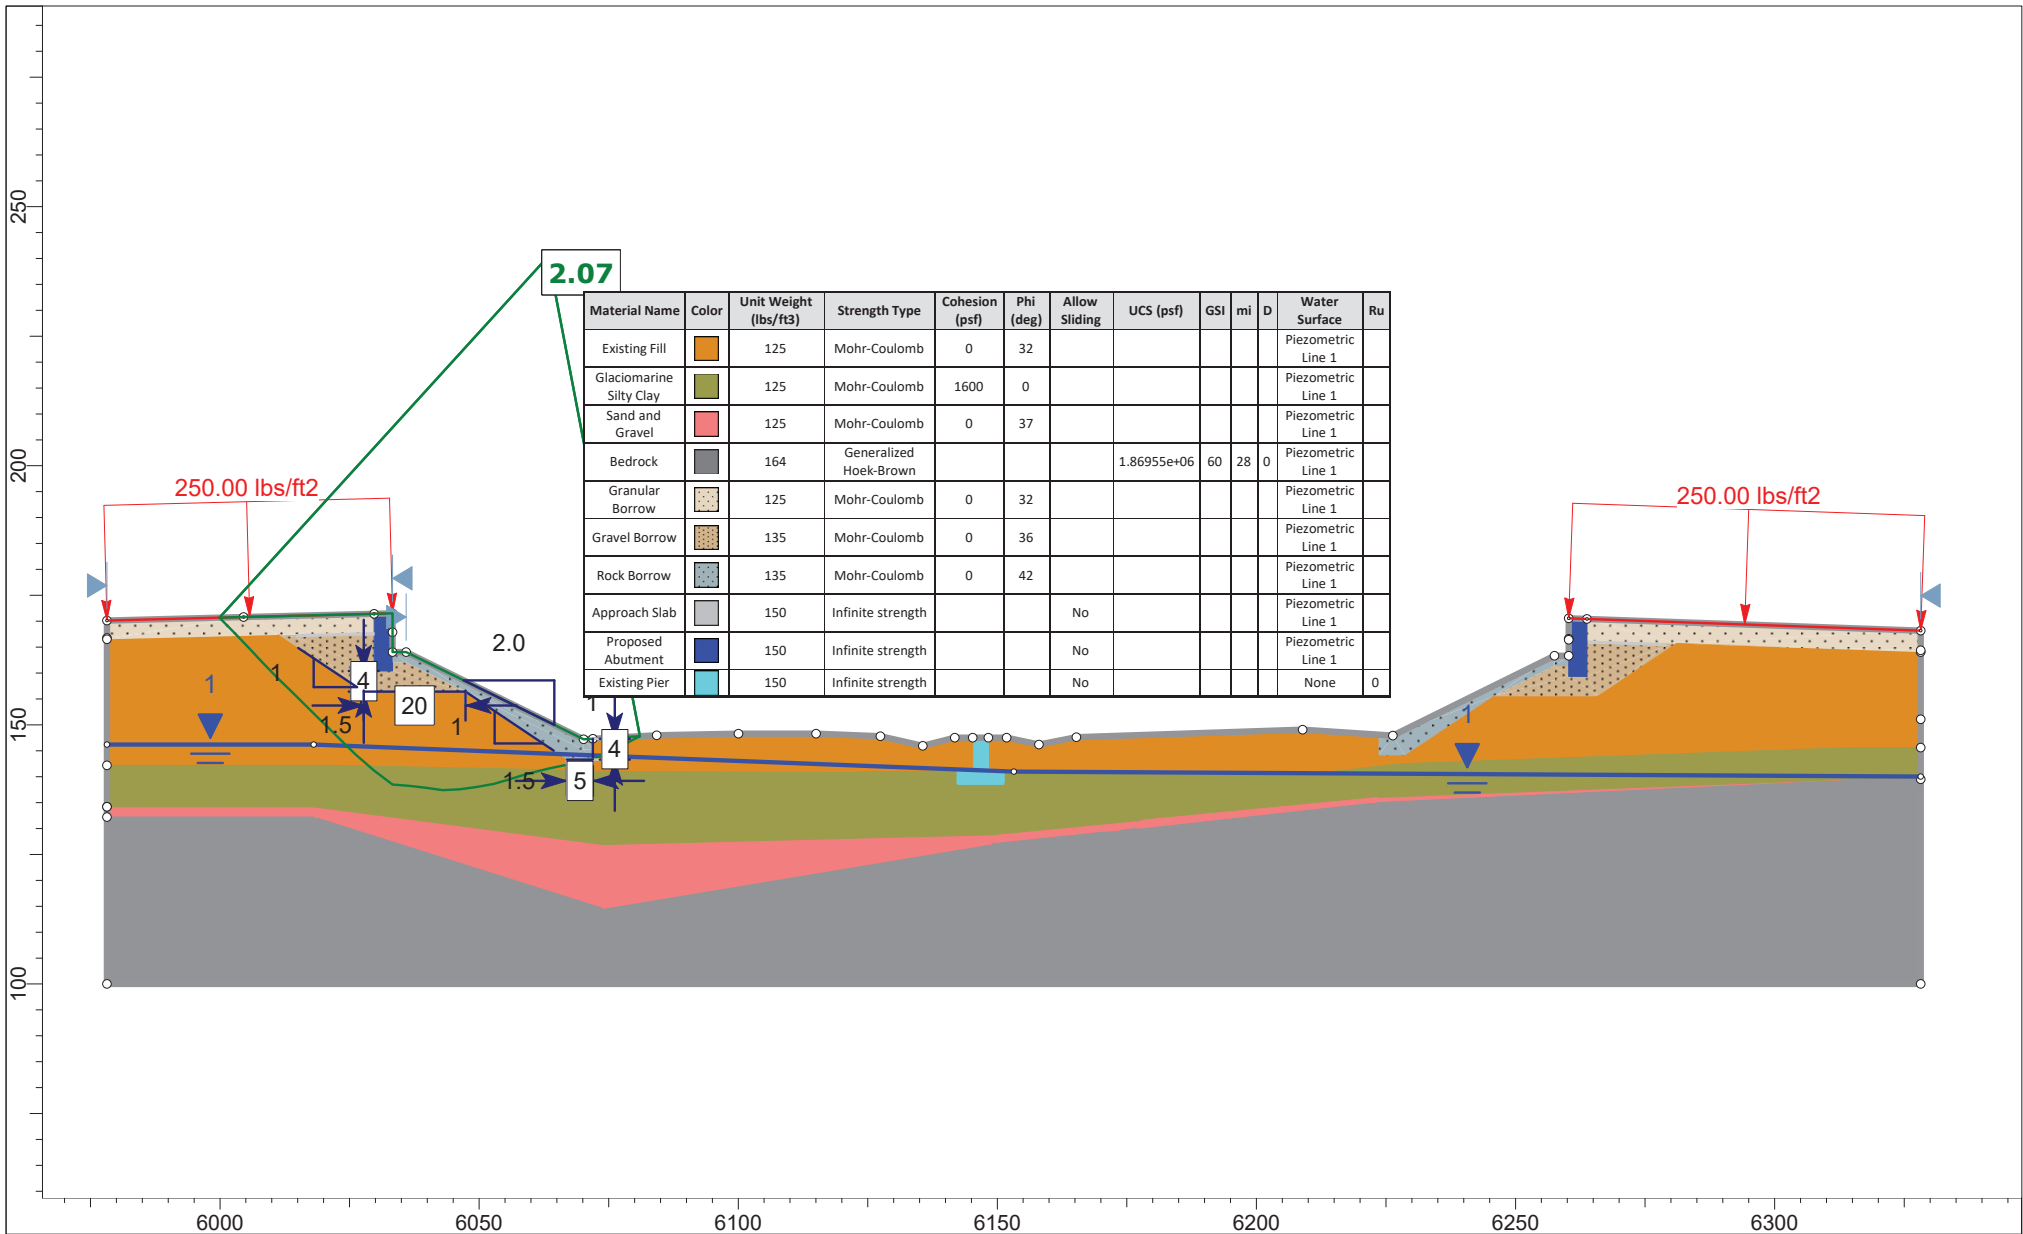 250
200
150
100
2.07
250.00 lbs/ft2
250.00 lbs/ft2
Material Name Color Unit Weight (lbs/ft3) Strength Type Cohesion (psf) Phi (deg) Allow Sliding UCS (psf) GSI mi D Water Surface Ru
Existing Fill 125 Mohr-Coulomb 0 32 Piezometric Line 1
Glaciomarine Silty Clay 125 Mohr-Coulomb 1600 0 Piezometric Line 1
Sand and Gravel 125 Mohr-Coulomb 0 37 Piezometric Line 1
Bedrock 164 Generalized Hoek-Brown 1.86955e+06 60 28 0 Piezometric Line 1
Granular Borrow 125 Mohr-Coulomb 0 32 Piezometric Line 1
Gravel Borrow 135 Mohr-Coulomb 0 36 Piezometric Line 1
Rock Borrow 135 Mohr-Coulomb 0 42 Piezometric Line 1
Approach Slab 150 Infinite strength No Piezometric Line 1
Proposed Abutment 150 Infinite strength No Piezometric Line 1
Existing Pier 150 Infinite strength No None 0
2.0
1
1
4
20
1.5
1
1
4
1.5
5
1
6000
6050
6100
6150
6200
6250
6300